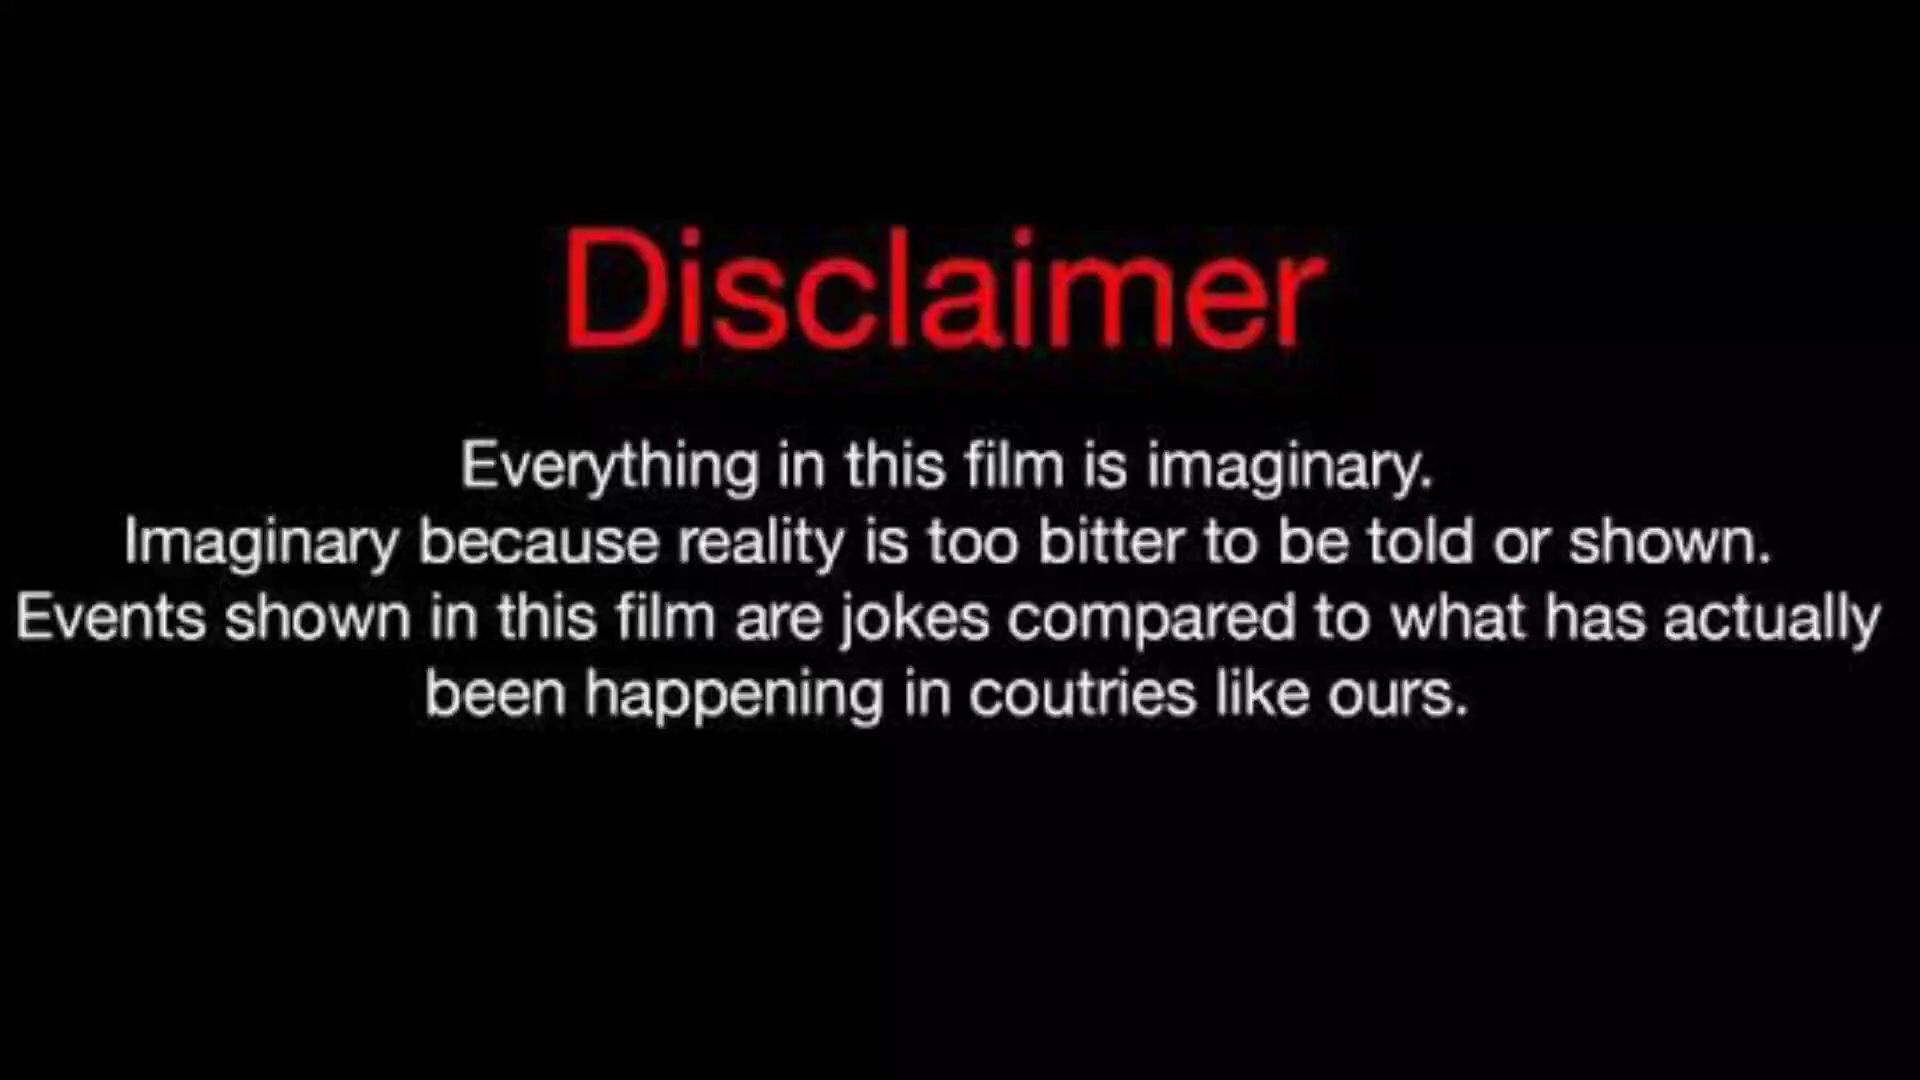 Disclaimer
Everything in this film is imaginary.
Imaginary because reality is too bitter to be told or shown.
Events shown in this film are jokes compared to what has actually
been happening in coutries like ours.